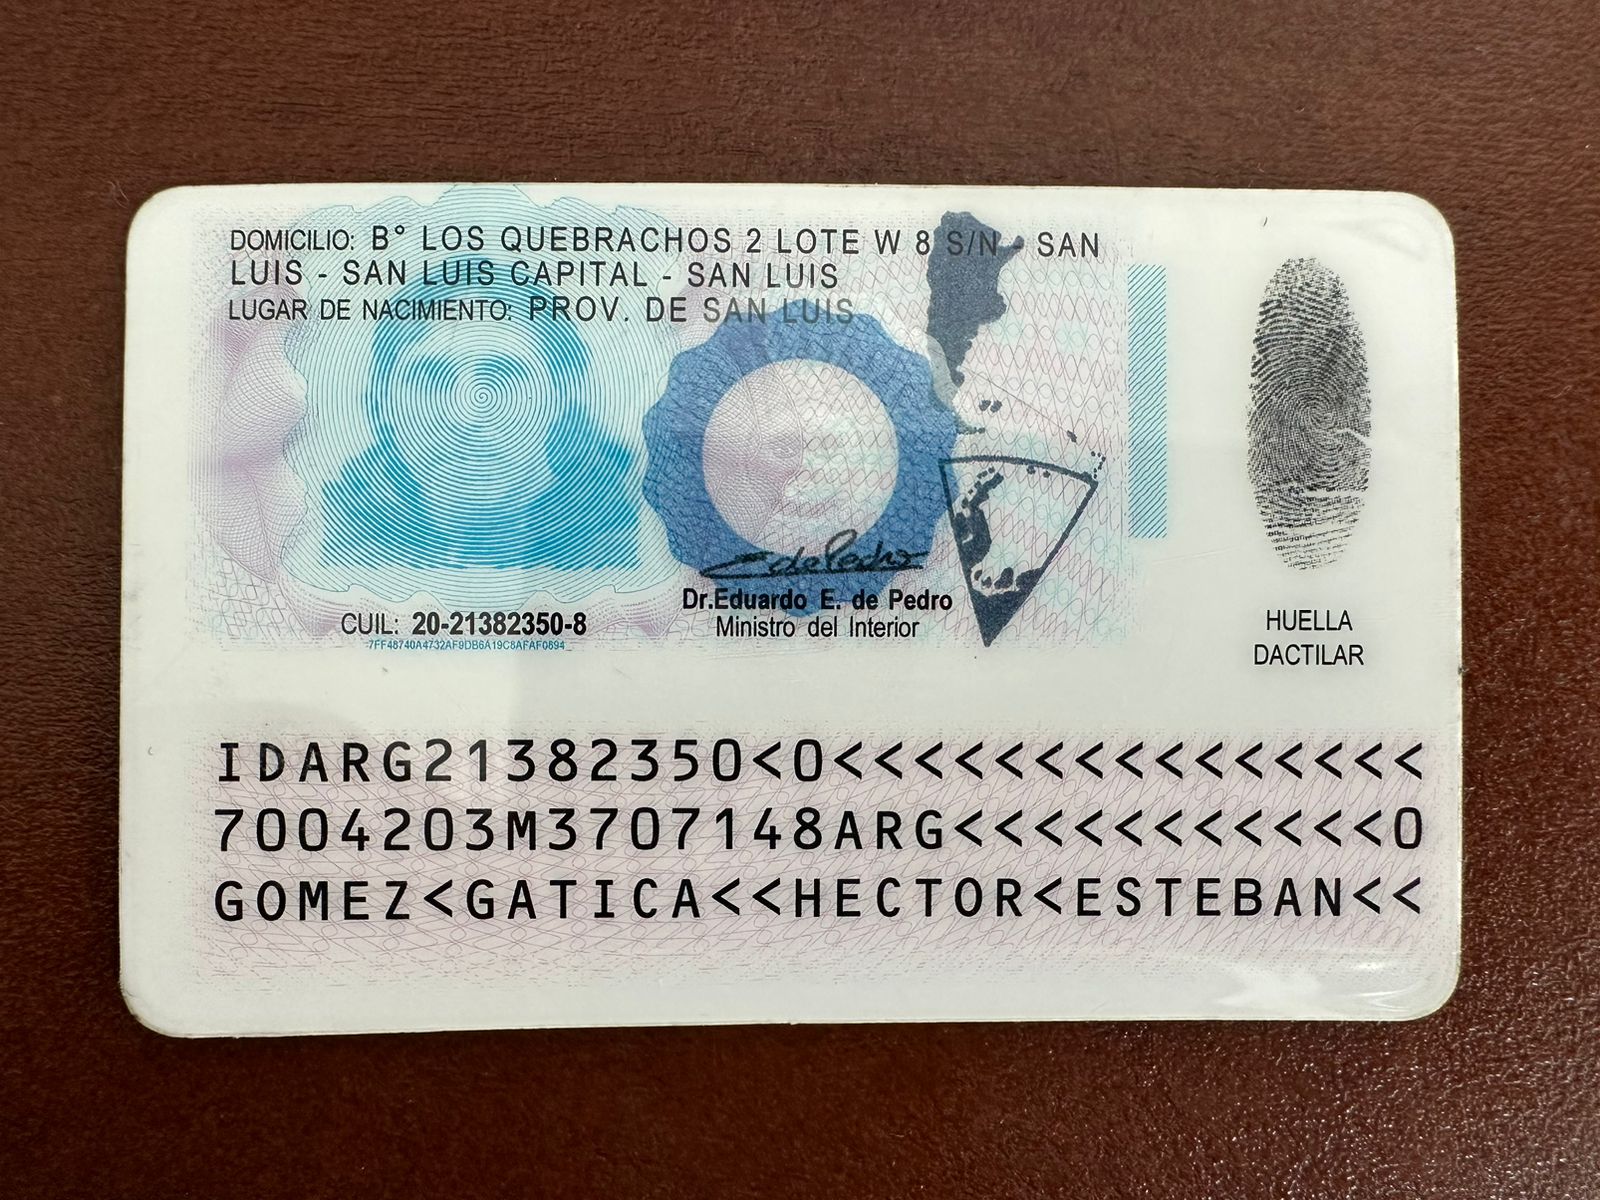 DOMICILIO: B° LOS QUEBRACHOS 2 LOTE W 8 S/N - SAN
LUIS - SAN LUIS CAPITAL - SAN LUIS
LUGAR DE NACIMIENTO: PROV. DE SAN LUIS
E de Pedro
Dr.Eduardo E. de Pedro
Ministro del Interior
CUIL: 20-21382350-8
7FF48740A4732AF9DB6A19C8AFAF0694
HUELLA
DACTILAR
IDARG21382350<0<<<<<<<<<<<<<<<
7004203M3707148ARG<<<<<<<<<<<0
GOMEZ<GATICA<<HECTOR<ESTEBAN<<